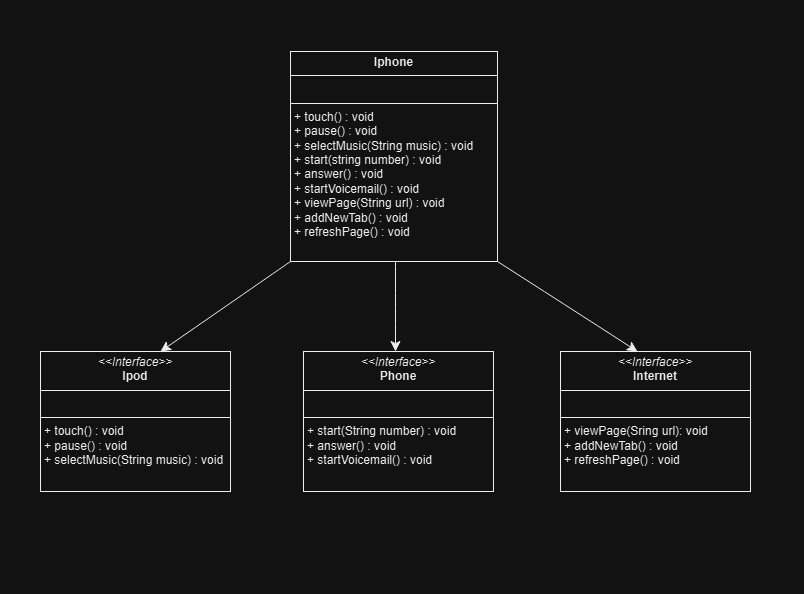 Iphone
+ touch() : void
+ pause() : void
+ selectMusic(String music) : void
+ start(string number) : void
+ answer() : void
+ startVoicemail() : void
+ viewPage(String url) : void
+ addNewTab() : void
+ refreshPage() : void
<<Interface>>
Ipod
+ touch() : void
+ pause() : void
+ selectMusic(String music) : void
<<Interface>>
Phone
+ start(String number) : void
+ answer() : void
+ startVoicemail() : void
<<Interface>>
Internet
+ viewPage(Sring url): void
+ addNewTab() : void
+ refreshPage() : void